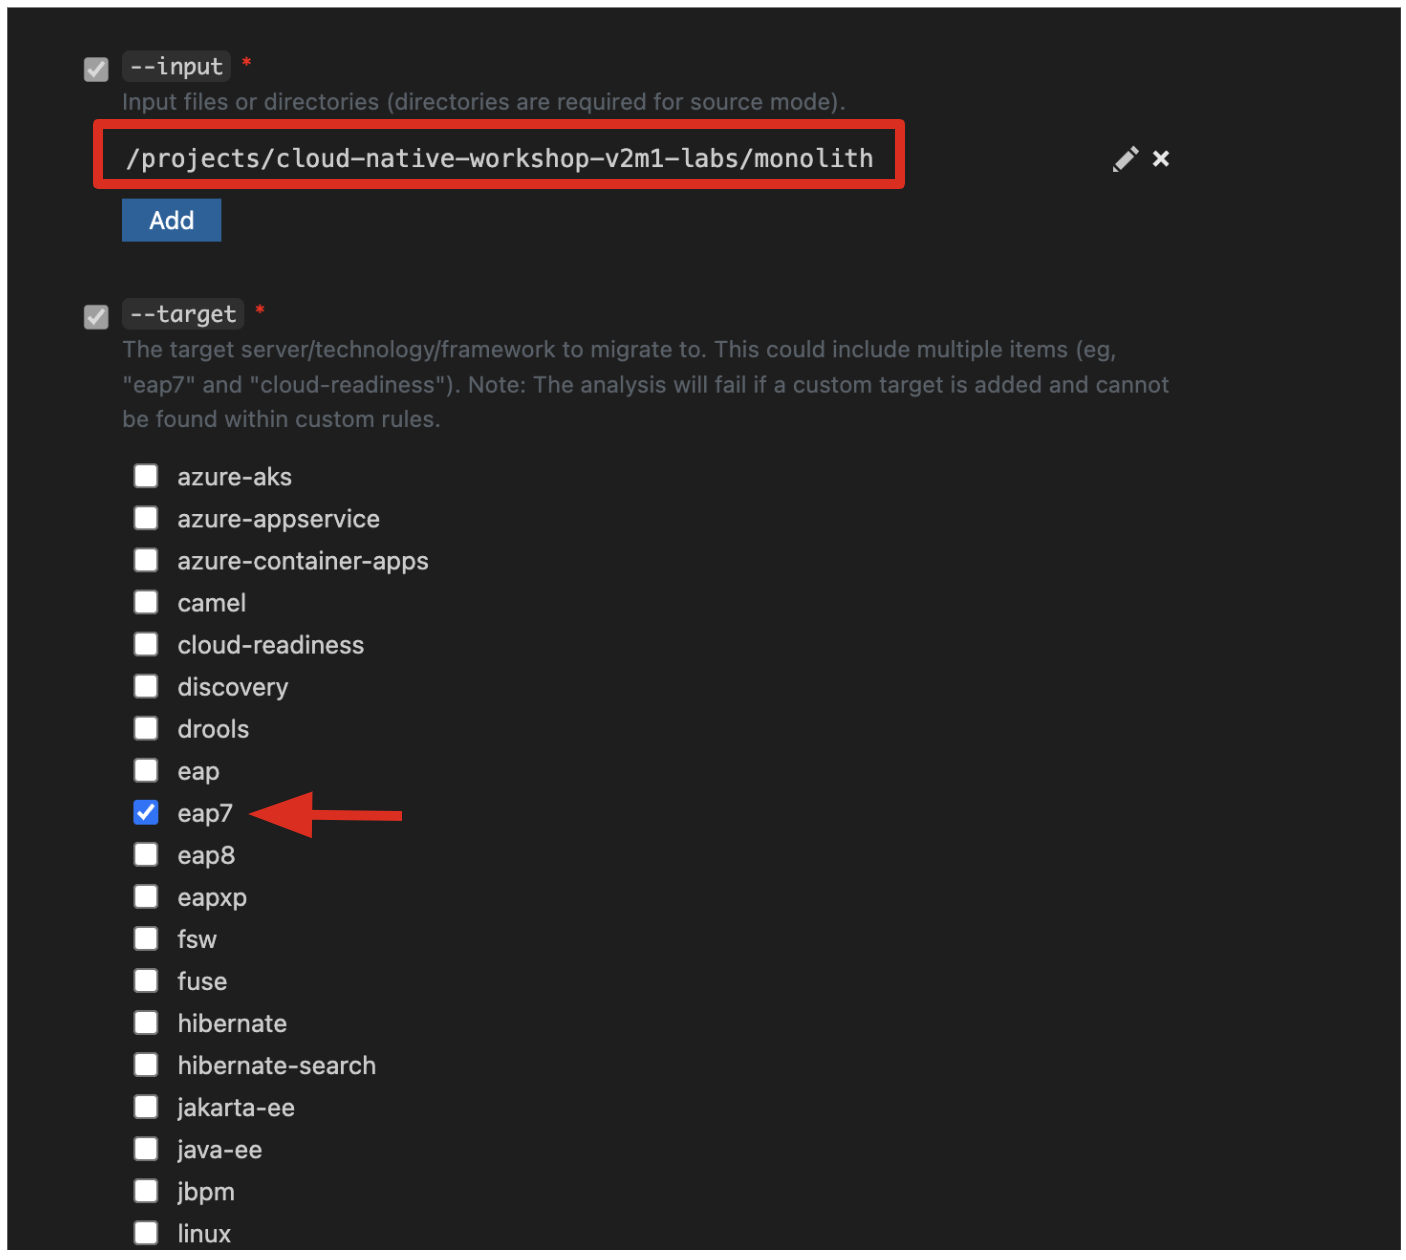 --input *
Input files or directories (directories are required for source mode).
/projects/cloud-native-workshop-v2m1-labs/monolith
Add
--target *
The target server/technology/framework to migrate to. This could include multiple items (eg,
"eap7" and "cloud-readiness"). Note: The analysis will fail if a custom target is added and cannot
be found within custom rules.
azure-aks
azure-appservice
azure-container-apps
camel
cloud-readiness
discovery
drools
eap
eap7
eap8
eapxp
fsw
fuse
hibernate
hibernate-search
jakarta-ee
java-ee
jbpm
linux